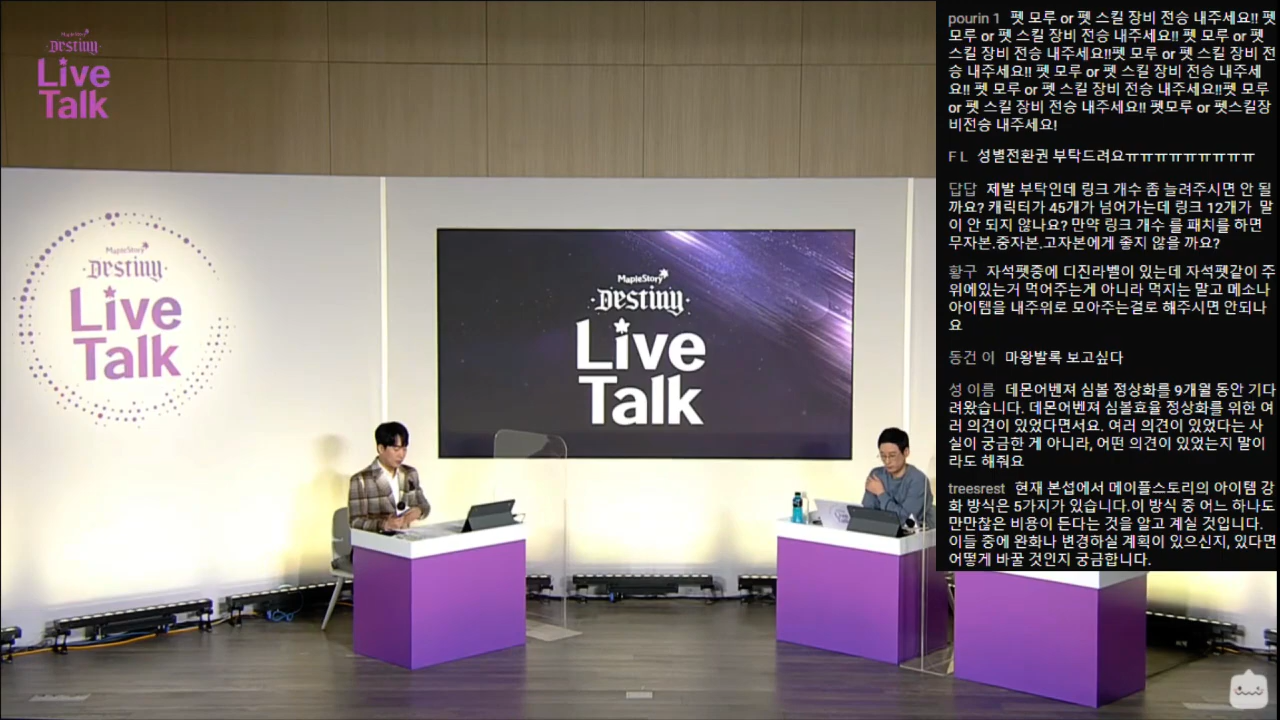 MapleStory
DESTINY
Live
Talk
MapleStory
DESTINY
Live
Talk
MapleStory
DESTINY
Live
Talk
pourin 1 펫 모루 or 펫 스킬 장비 전승 내주세요!! 펫
모루 or 펫 스킬 장비 전승 내주세요!! 펫 모루 or 펫
스킬 장비 전승 내주세요!!펫 모루 or 펫 스킬 장비 전
승 내주세요!! 펫 모루 or 펫 스킬 장비 전승 내주세
요!! 펫 모루 or 펫 스킬 장비 전승 내주세요!!펫 모루
or 펫 스킬 장비 전승 내주세요!! 펫모루 or 펫스킬장
비전승 내주세요!
F L 성별전환권 부탁드려요ㅠㅠㅠㅠㅠㅠㅠㅠㅠ
답답 제발 부탁인데 링크 개수 좀 늘려주시면 안 될
까요? 캐릭터가 45개가 넘어가는데 링크 12개가 말
이 안 되지 않나요? 만약 링크 개수 를 패치를 하면
무자본.중자본.고자본에게 좋지 않을 까요?
황구 자석펫중에 디진라벨이 있는데 자석펫같이 주
위에있는거 먹어주는게 아니라 먹지는 말고 메소나
아이템을 내주위로 모아주는걸로 해주시면 안되나
요
동건 이 마왕발록 보고싶다
성 이름 데몬어벤져 심볼 정상화를 9개월 동안 기다
려왔습니다. 데몬어벤져 심볼효율 정상화를 위한 여
러 의견이 있었다면서요. 여러 의견이 있었다는 사
실이 궁금한 게 아니라, 어떤 의견이 있었는지 말이
라도 해줘요
treesrest 현재 본섭에서 메이플스토리의 아이템 강
화 방식은 5가지가 있습니다.이 방식 중 어느 하나도
만만찮은 비용이 든다는 것을 알고 계실 것입니다.
이들 중에 완화나 변경하실 계획이 있으신지, 있다면
어떻게 바꿀 것인지 궁금합니다.